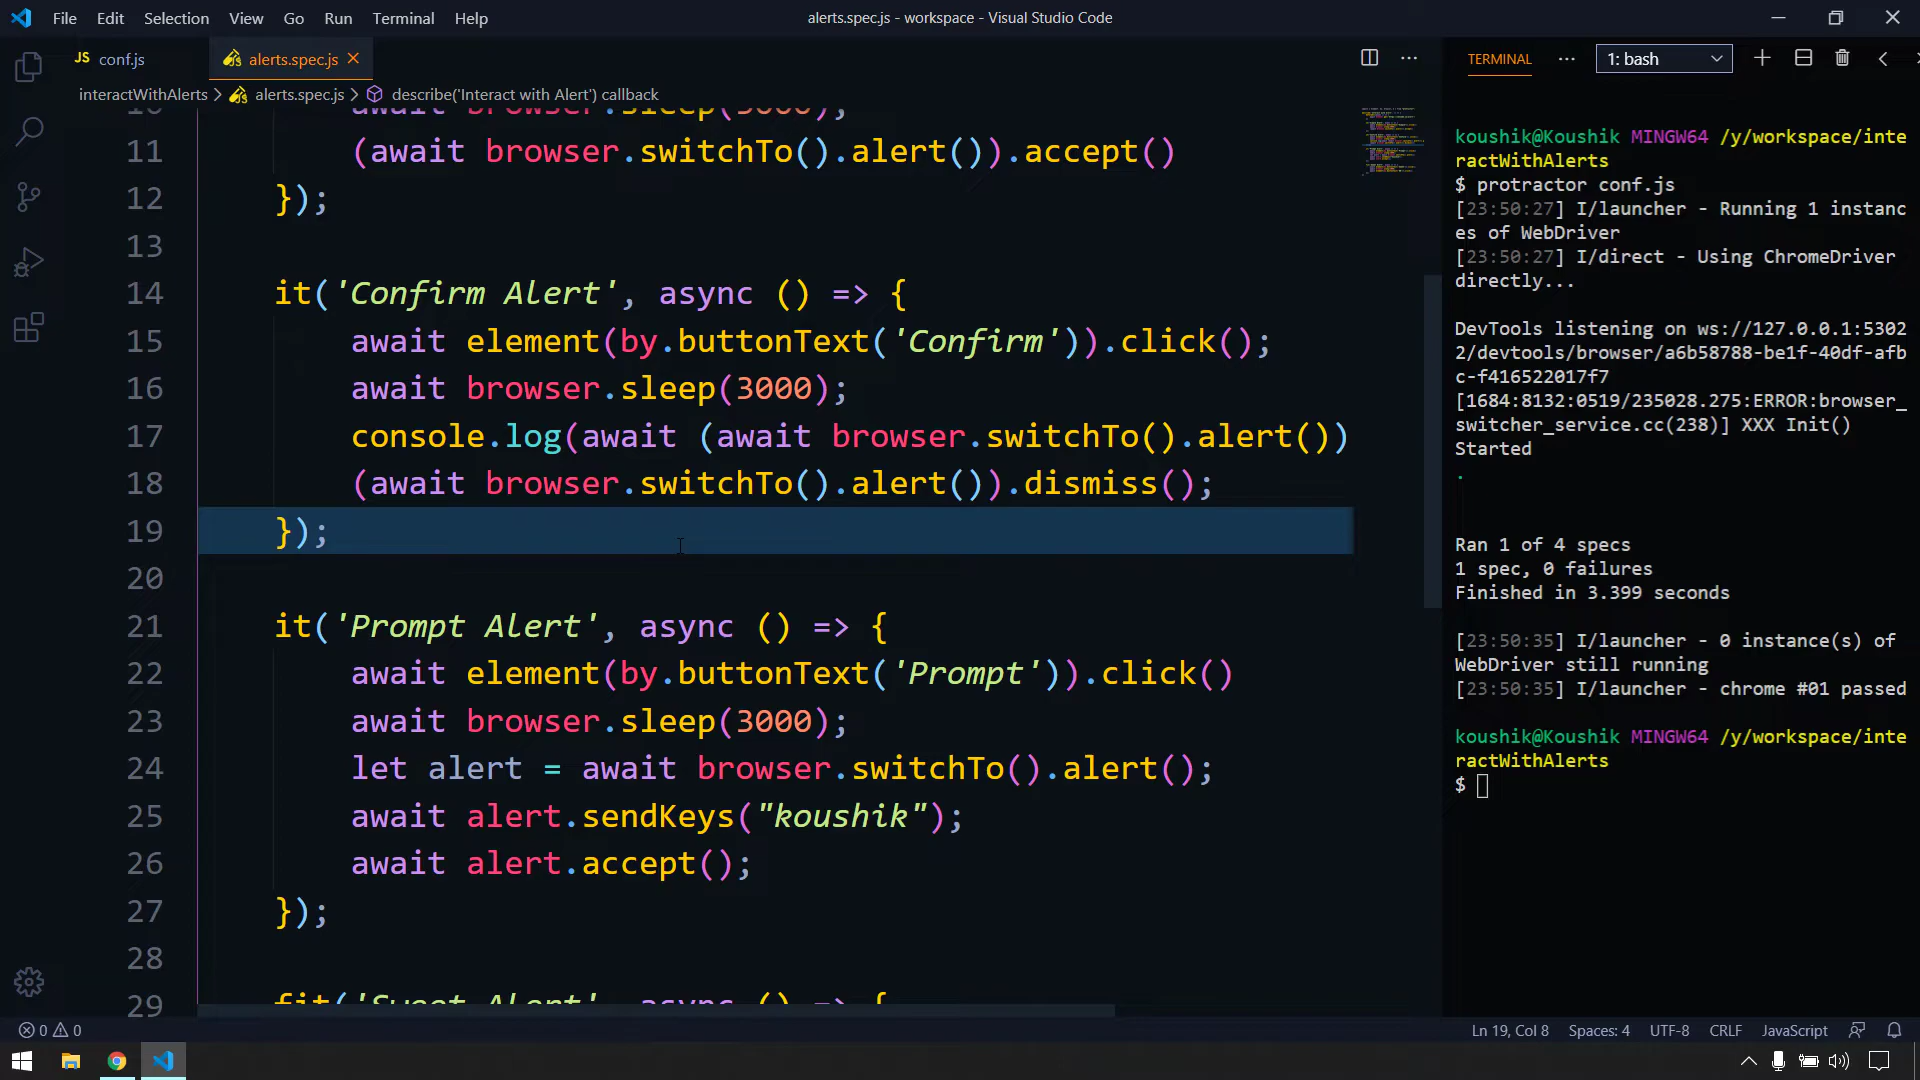 File Edit Selection View Go Run Terminal Help
alerts.spec.js - workspace - Visual Studio Code
JS conf.js
alerts.spec.js
interactWithAlerts > alerts.spec.js > describe('Interact with Alert') callback
await browser.sleep(3000);
11 (await browser.switchTo().alert()).accept()
12 });
13
14 it('Confirm Alert', async () => {
15 await element(by.buttonText('Confirm')).click();
16 await browser.sleep(3000);
17 console.log(await (await browser.switchTo().alert())
18 (await browser.switchTo().alert()).dismiss();
19 });
20
21 it('Prompt Alert', async () => {
22 await element(by.buttonText('Prompt')).click()
23 await browser.sleep(3000);
24 let alert = await browser.switchTo().alert();
25 await alert.sendKeys("koushik");
26 await alert.accept();
27 });
28
29 fit('Sweet Alert', async () => {
TERMINAL
1: bash
koushik@Koushik MINGW64 /y/workspace/inte
ractWithAlerts
$ protractor conf.js
[23:50:27] I/launcher - Running 1 instanc
es of WebDriver
[23:50:27] I/direct - Using ChromeDriver
directly...
DevTools listening on ws://127.0.0.1:5302
2/devtools/browser/a6b58788-be1f-40df-afb
c-f416522017f7
[1684:8132:0519/235028.275:ERROR:browser_
switcher_service.cc(238)] XXX Init()
Started
.
Ran 1 of 4 specs
1 spec, 0 failures
Finished in 3.399 seconds
[23:50:35] I/launcher - 0 instance(s) of
WebDriver still running
[23:50:35] I/launcher - chrome #01 passed
koushik@Koushik MINGW64 /y/workspace/inte
ractWithAlerts
$
0 0
Ln 19, Col 8 Spaces: 4 UTF-8 CRLF JavaScript